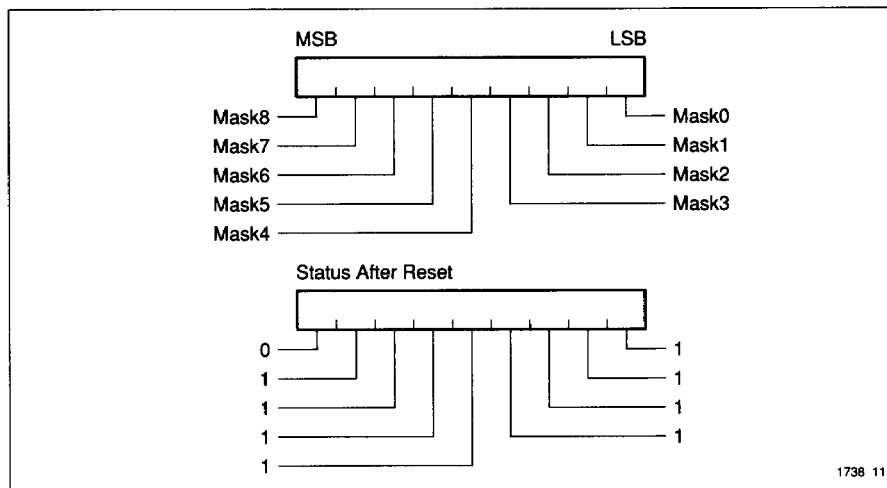 MSB LSB
Mask8 Mask0
Mask7 Mask1
Mask6 Mask2
Mask5 Mask3
Mask4
Status After Reset
0 1
1 1
1 1
1 1
1
1738 11